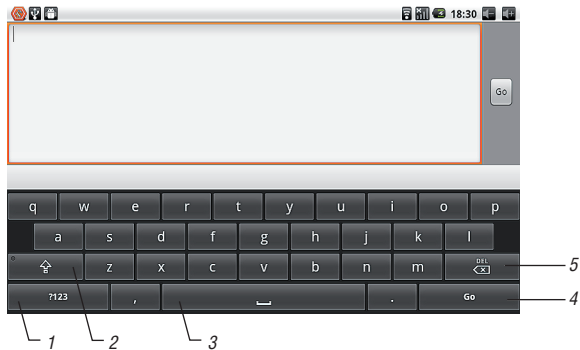 18:30
Go
q w e r t y u i o p
a s d f g h j k l
z x c v b n m DEL
?123 , . Go
5
4
1 2 3